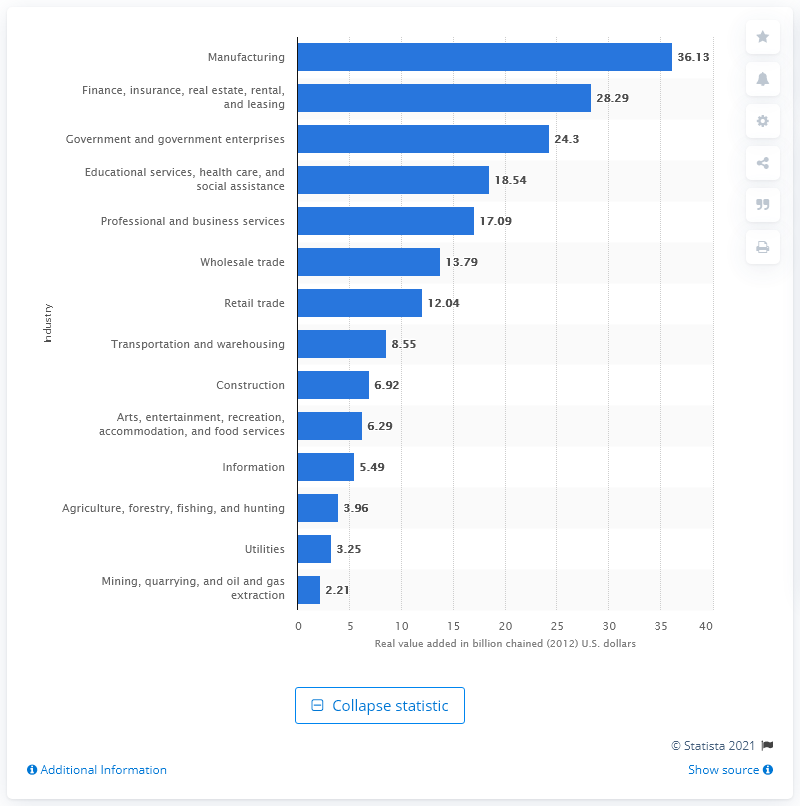 Manufacturing
36.13
Finance, insurance, real estate, rental,
and leasing
28.29
Government and government enterprises
24.3
Educational services, health care, and
social assistance
18.54
Professional and business services
17.09
Wholesale trade
13.79
Retail trade
12.04
Transportation and warehousing
8.55
Construction
6.92
Arts, entertainment, recreation,
accommodation, and food services
6.29
Information
5.49
Agriculture, forestry, fishing, and hunting
3.96
Utilities
3.25
Mining, quarrying, and oil and gas
extraction
2.21
Industry
0 5 10 15 20 25 30 35 40
Real value added in billion chained (2012) U.S. dollars
Collapse statistic
© Statista 2021
Additional Information
Show source